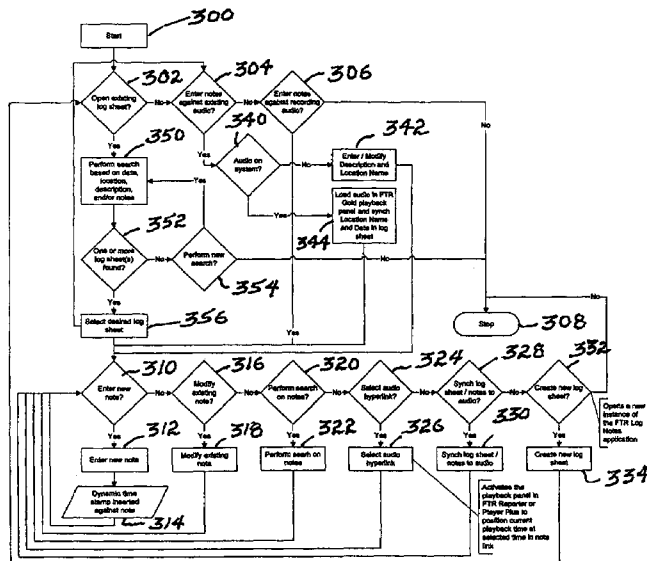 300
Start
302
304
306
Open existing
log sheet?
No
Enter notes
against existing
audio?
No
Enter notes
against recording
audio?
350
Yes
340
342
No
Yes
Perform search
based on date,
location,
description,
and/or notes
Audio on
system?
No
Enter / Modify
Description and
Location Name
352
Yes
Load audio in FTR
Gold playback
panel and synch
Location Name
and Date in log
sheet
344
One or more
log sheet(s)
found?
No
Perform new
search?
354
No
Yes
356
Select desired log
sheet
Yes
Stop
308
310
316
320
324
328
332
Enter new
note?
No
Modify
existing
note?
No
Perform search
on notes?
No
Select audio
hyperlink?
No
Synch log
sheet / notes to
audio?
No
Create new log
sheet?
Opens a new
instance of
the FTR Log
Notes
application
312
318
322
326
330
Yes
Yes
Yes
Yes
Yes
Yes
Enter new note
Modify existing
note
Perform search on
notes
Select audio
hyperlink
Synch log sheet /
notes to audio
Create new log
sheet
334
Dynamic time
stamp inserted
against note
314
Activates the
playback panel in
FTR Reporter or
Player Plus to
position current
playback time at
selected time in note
link